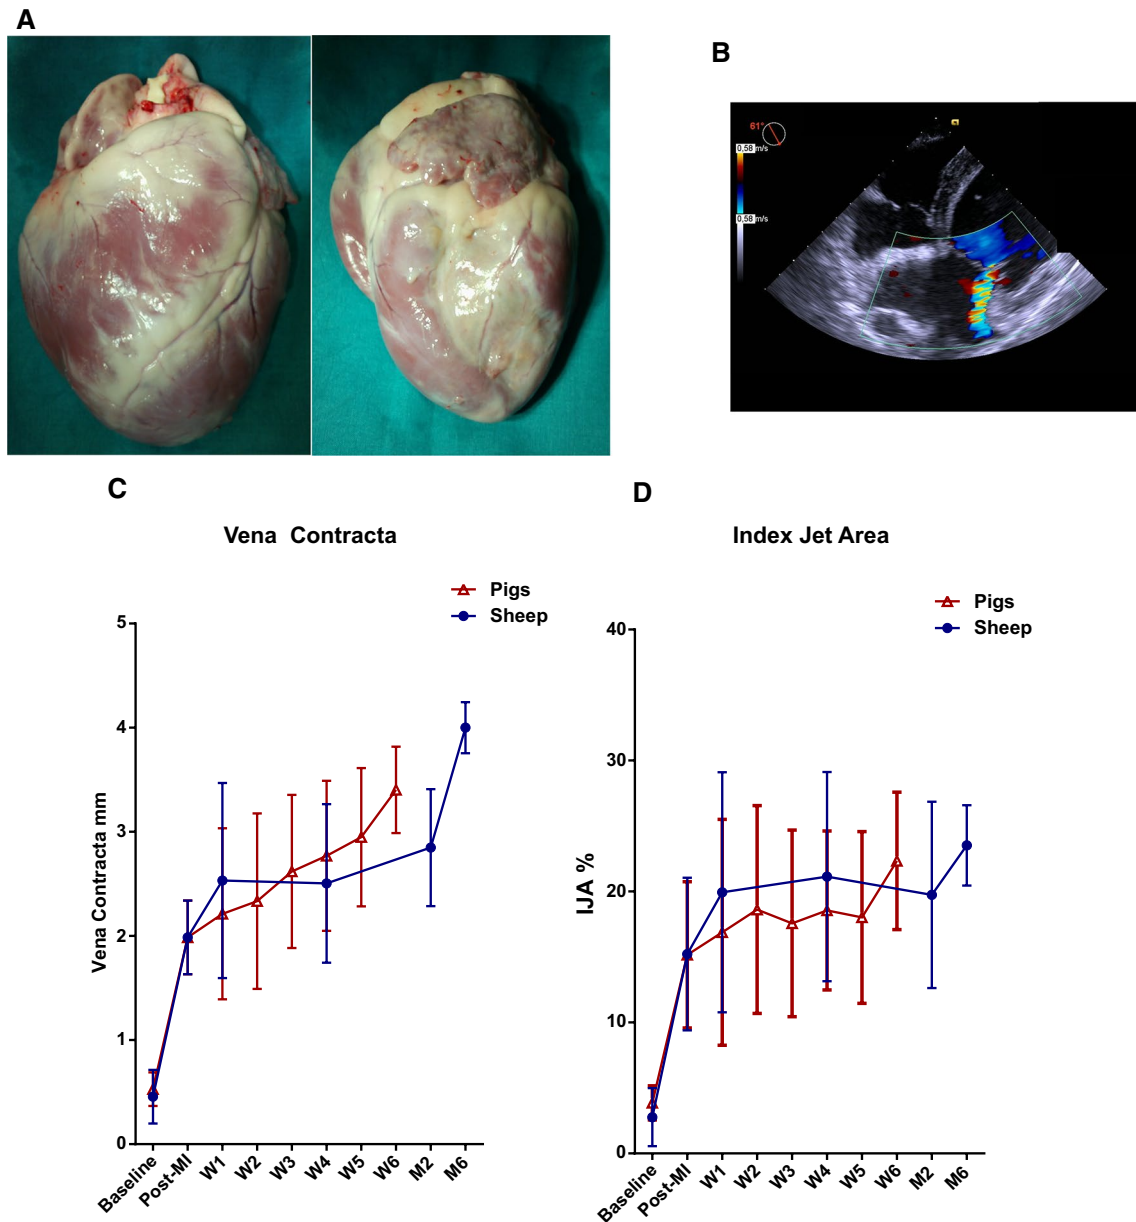 A
B
61°
0,58 m/s
0,58 m/s
C
Vena Contracta
Pigs
Sheep
Vena Contracta mm
5
4
3
2
1
0
Baseline
Post-MI
W1
W2
W3
W4
W5
W6
M2
M6
D
Index Jet Area
Pigs
Sheep
IJA %
40
30
20
10
0
Baseline
Post-MI
W1
W2
W3
W4
W5
W6
M2
M6